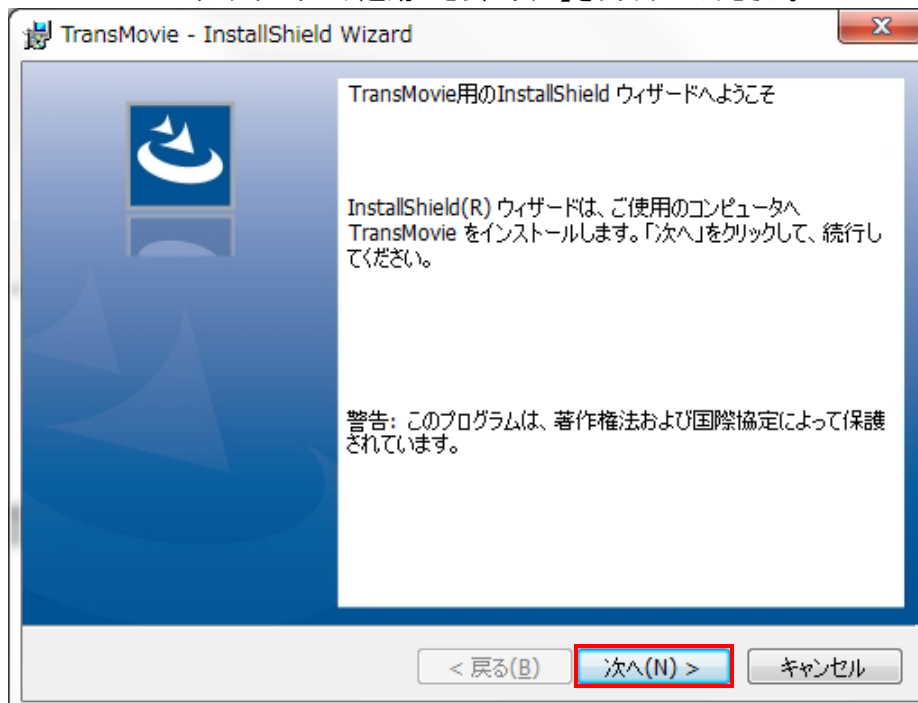 TransMovie - InstallShield Wizard
TransMovie用のInstallShield ウィザードへようこそ
InstallShield(R) ウィザードは、ご使用のコンピュータへ
TransMovie をインストールします。「次へ」をクリックして、続行し
てください。
警告: このプログラムは、著作権法および国際協定によって保護
されています。
< 戻る(B)
次へ(N) >
キャンセル